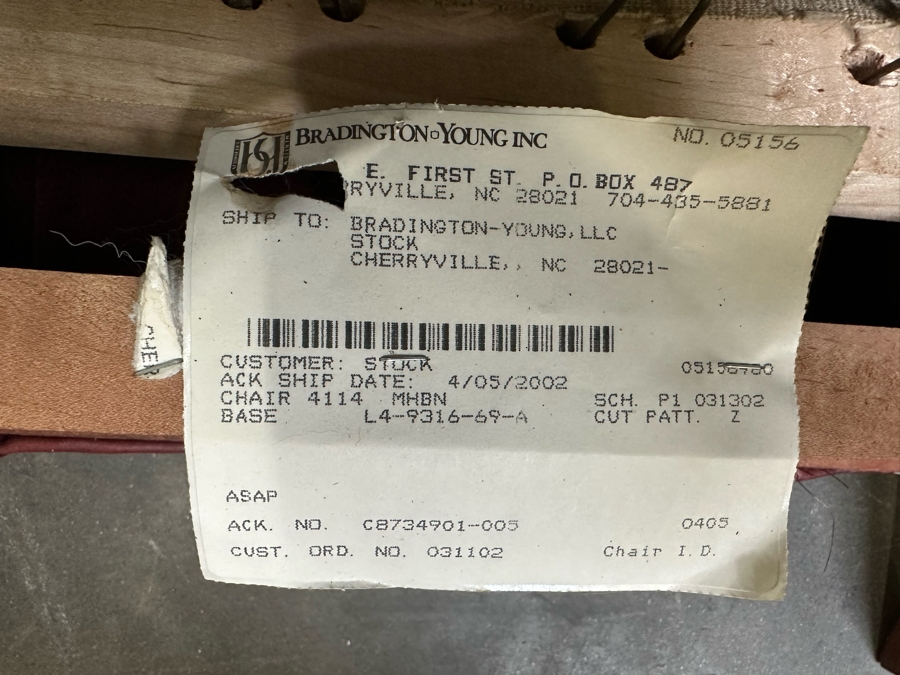 BRADINGTON-YOUNG INC
NO. 05156
E. FIRST ST. P.O. BOX 487
RYVILLE, NC 28021 704-435-5881
SHIP TO: BRADINGTON-YOUNG,LLC
STOCK
CHERRYVILLE,, NC 28021-
CUSTOMER: STOCK
ACK SHIP DATE: 4/05/2002
CHAIR 4114 MHBN SCH. P1 031302
BASE L4-9316-69-A CUT PATT. Z
ASAP
ACK. NO. C8734901-005 0405
CUST. ORD. NO. 031102 Chair I.D.
CHER